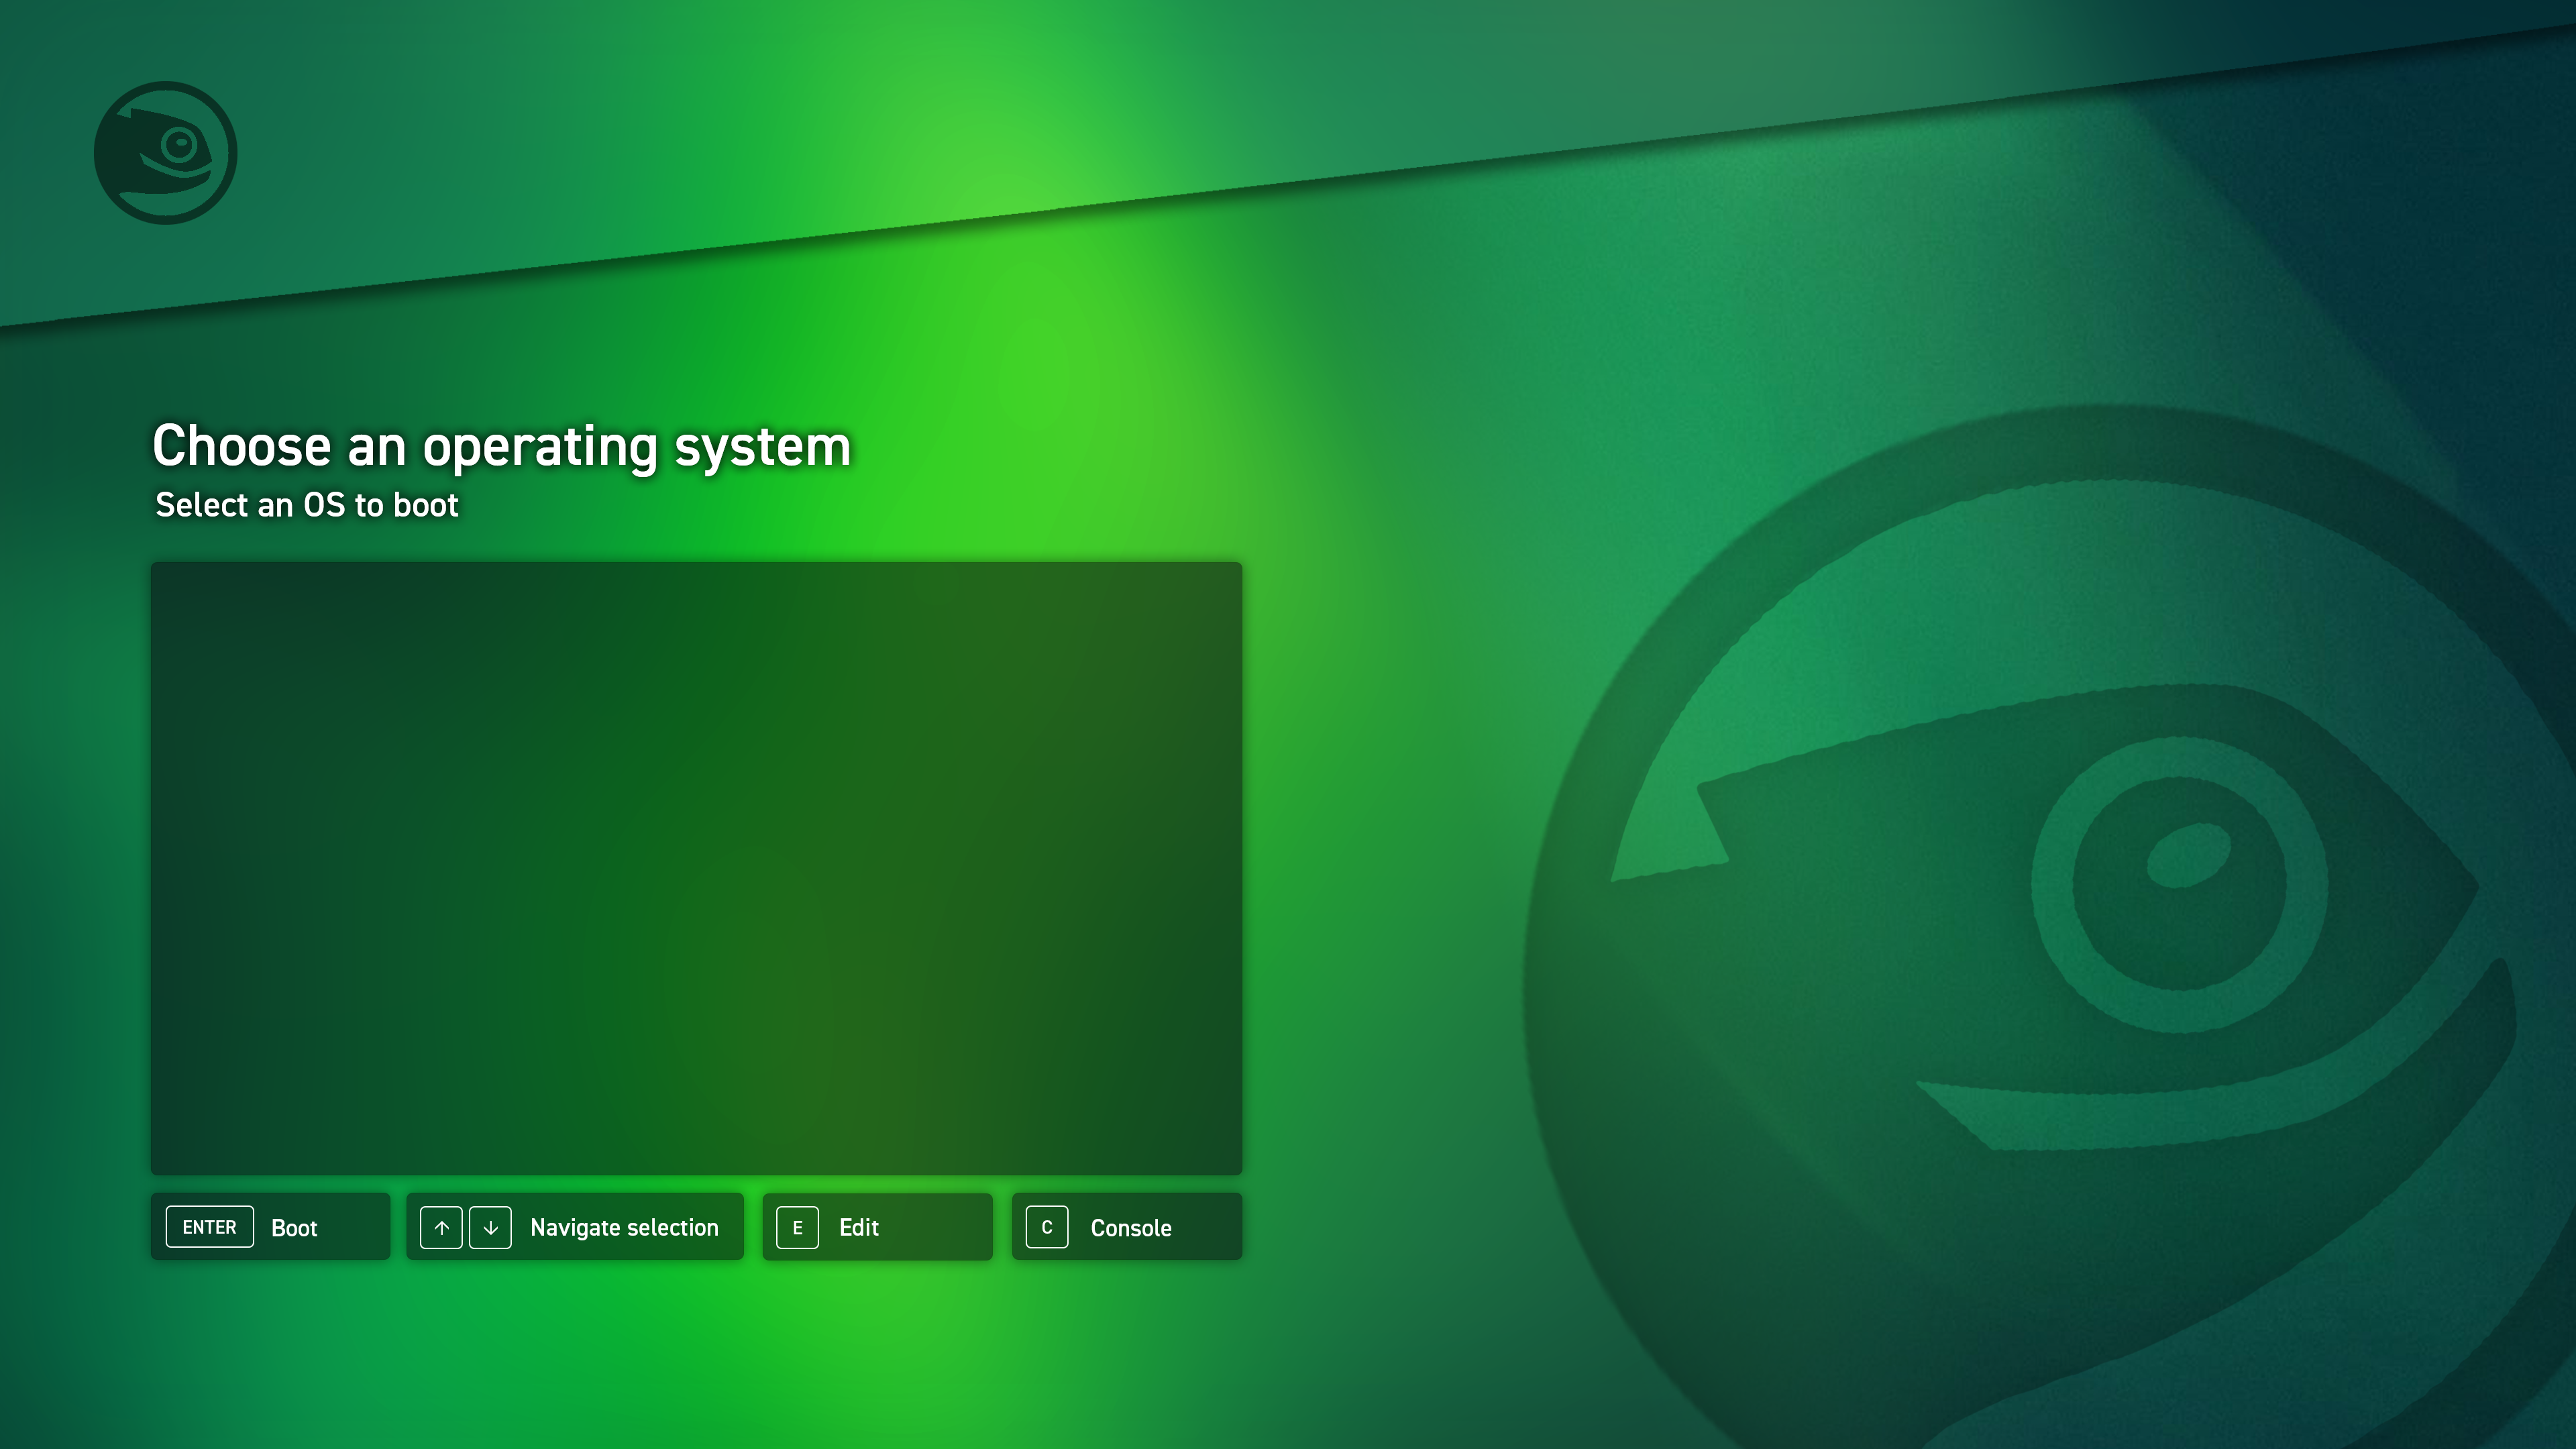 Choose an operating system
Select an OS to boot
ENTER Boot ↑ ↓ Navigate selection E Edit C Console